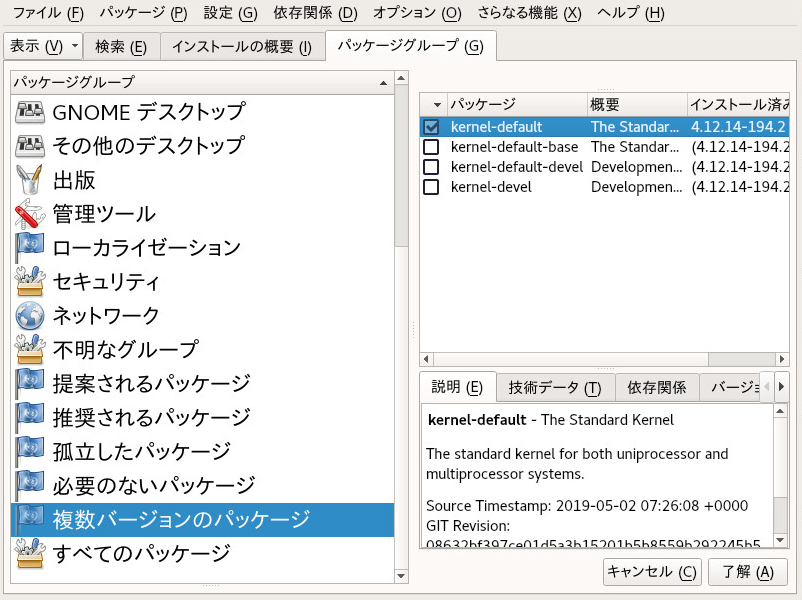 ファイル (F) パッケージ (P) 設定 (G) 依存関係 (D) オプション (O) さらなる機能 (X) ヘルプ (H)
表示 (V) 検索 (E) インストールの概要 (I) パッケージグループ (G)
パッケージグループ
GNOME デスクトップ
その他のデスクトップ
出版
管理ツール
ローカライゼーション
セキュリティ
ネットワーク
不明なグループ
提案されるパッケージ
推奨されるパッケージ
孤立したパッケージ
必要のないパッケージ
複数バージョンのパッケージ
すべてのパッケージ
パッケージ 概要 インストール済み
kernel-default The Standar... 4.12.14-194.2
kernel-default-base The Standar... (4.12.14-194.2
kernel-default-devel Developmen... (4.12.14-194.2
kernel-devel Developmen... (4.12.14-194.2
説明 (E) 技術データ (T) 依存関係 バージョ
kernel-default - The Standard Kernel
The standard kernel for both uniprocessor and
multiprocessor systems.
Source Timestamp: 2019-05-02 07:26:08 +0000
GIT Revision:
08632bf397ce01d5a3b15201b5b8559b292245b5
キャンセル (C) 了解 (A)